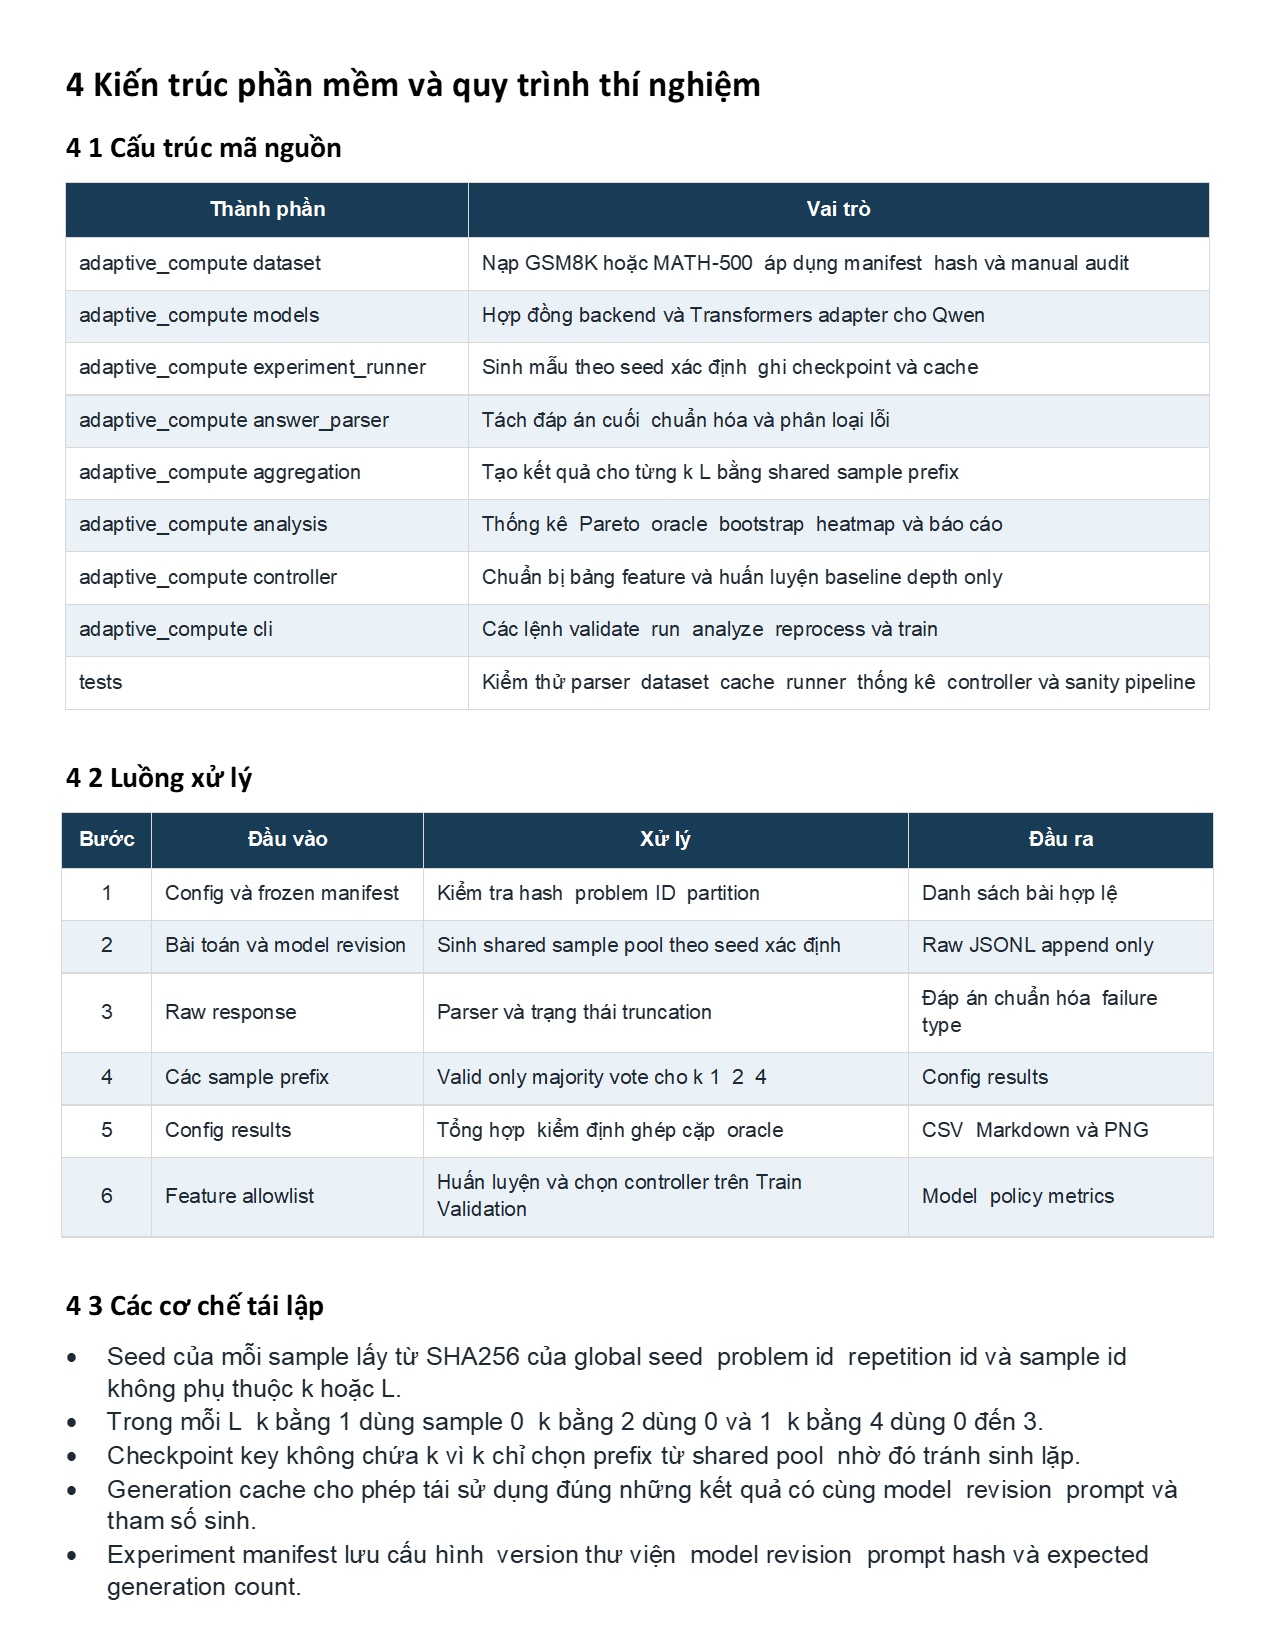 4 Kiến trúc phần mềm và quy trình thí nghiệm
4 1 Cấu trúc mã nguồn
Thành phần Vai trò
adaptive_compute dataset Nạp GSM8K hoặc MATH-500 áp dụng manifest hash và manual audit
adaptive_compute models Hợp đồng backend và Transformers adapter cho Qwen
adaptive_compute experiment_runner Sinh mẫu theo seed xác định ghi checkpoint và cache
adaptive_compute answer_parser Tách đáp án cuối chuẩn hóa và phân loại lỗi
adaptive_compute aggregation Tạo kết quả cho từng k L bằng shared sample prefix
adaptive_compute analysis Thống kê Pareto oracle bootstrap heatmap và báo cáo
adaptive_compute controller Chuẩn bị bảng feature và huấn luyện baseline depth only
adaptive_compute cli Các lệnh validate run analyze reprocess và train
tests Kiểm thử parser dataset cache runner thống kê controller và sanity pipeline
4 2 Luồng xử lý
Bước Đầu vào Xử lý Đầu ra
1 Config và frozen manifest Kiểm tra hash problem ID partition Danh sách bài hợp lệ
2 Bài toán và model revision Sinh shared sample pool theo seed xác định Raw JSONL append only
3 Raw response Parser và trạng thái truncation Đáp án chuẩn hóa failure
type
4 Các sample prefix Valid only majority vote cho k 1 2 4 Config results
5 Config results Tổng hợp kiểm định ghép cặp oracle CSV Markdown và PNG
6 Feature allowlist Huấn luyện và chọn controller trên Train
Validation Model policy metrics
4 3 Các cơ chế tái lập
• Seed của mỗi sample lấy từ SHA256 của global seed problem id repetition id và sample id
không phụ thuộc k hoặc L.
• Trong mỗi L k bằng 1 dùng sample 0 k bằng 2 dùng 0 và 1 k bằng 4 dùng 0 đến 3.
• Checkpoint key không chứa k vì k chỉ chọn prefix từ shared pool nhờ đó tránh sinh lặp.
• Generation cache cho phép tái sử dụng đúng những kết quả có cùng model revision prompt và
tham số sinh.
• Experiment manifest lưu cấu hình version thư viện model revision prompt hash và expected
generation count.